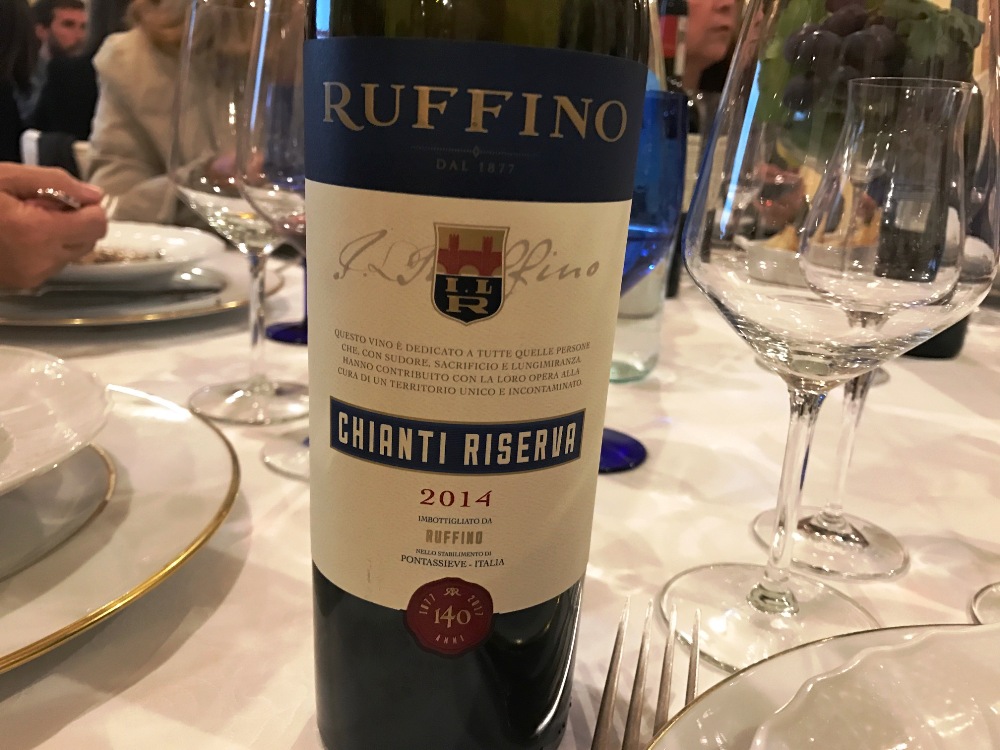 RUFFINO
DAL 1877
I.L. Ruffino
I.L
R
QUESTO VINO È DEDICATO A TUTTE QUELLE PERSONE
CHE, CON SUDORE, SACRIFICIO E LUNGIMIRANZA
HANNO CONTRIBUITO CON LA LORO OPERA ALLA
CURA DI UN TERRITORIO UNICO E INCONTAMINATO.
CHIANTI RISERVA
2014
IMBOTTIGLIATO DA
RUFFINO
NELLO STABILIMENTO DI
PONTASSIEVE - ITALIA
1877 2017
140
ANNI